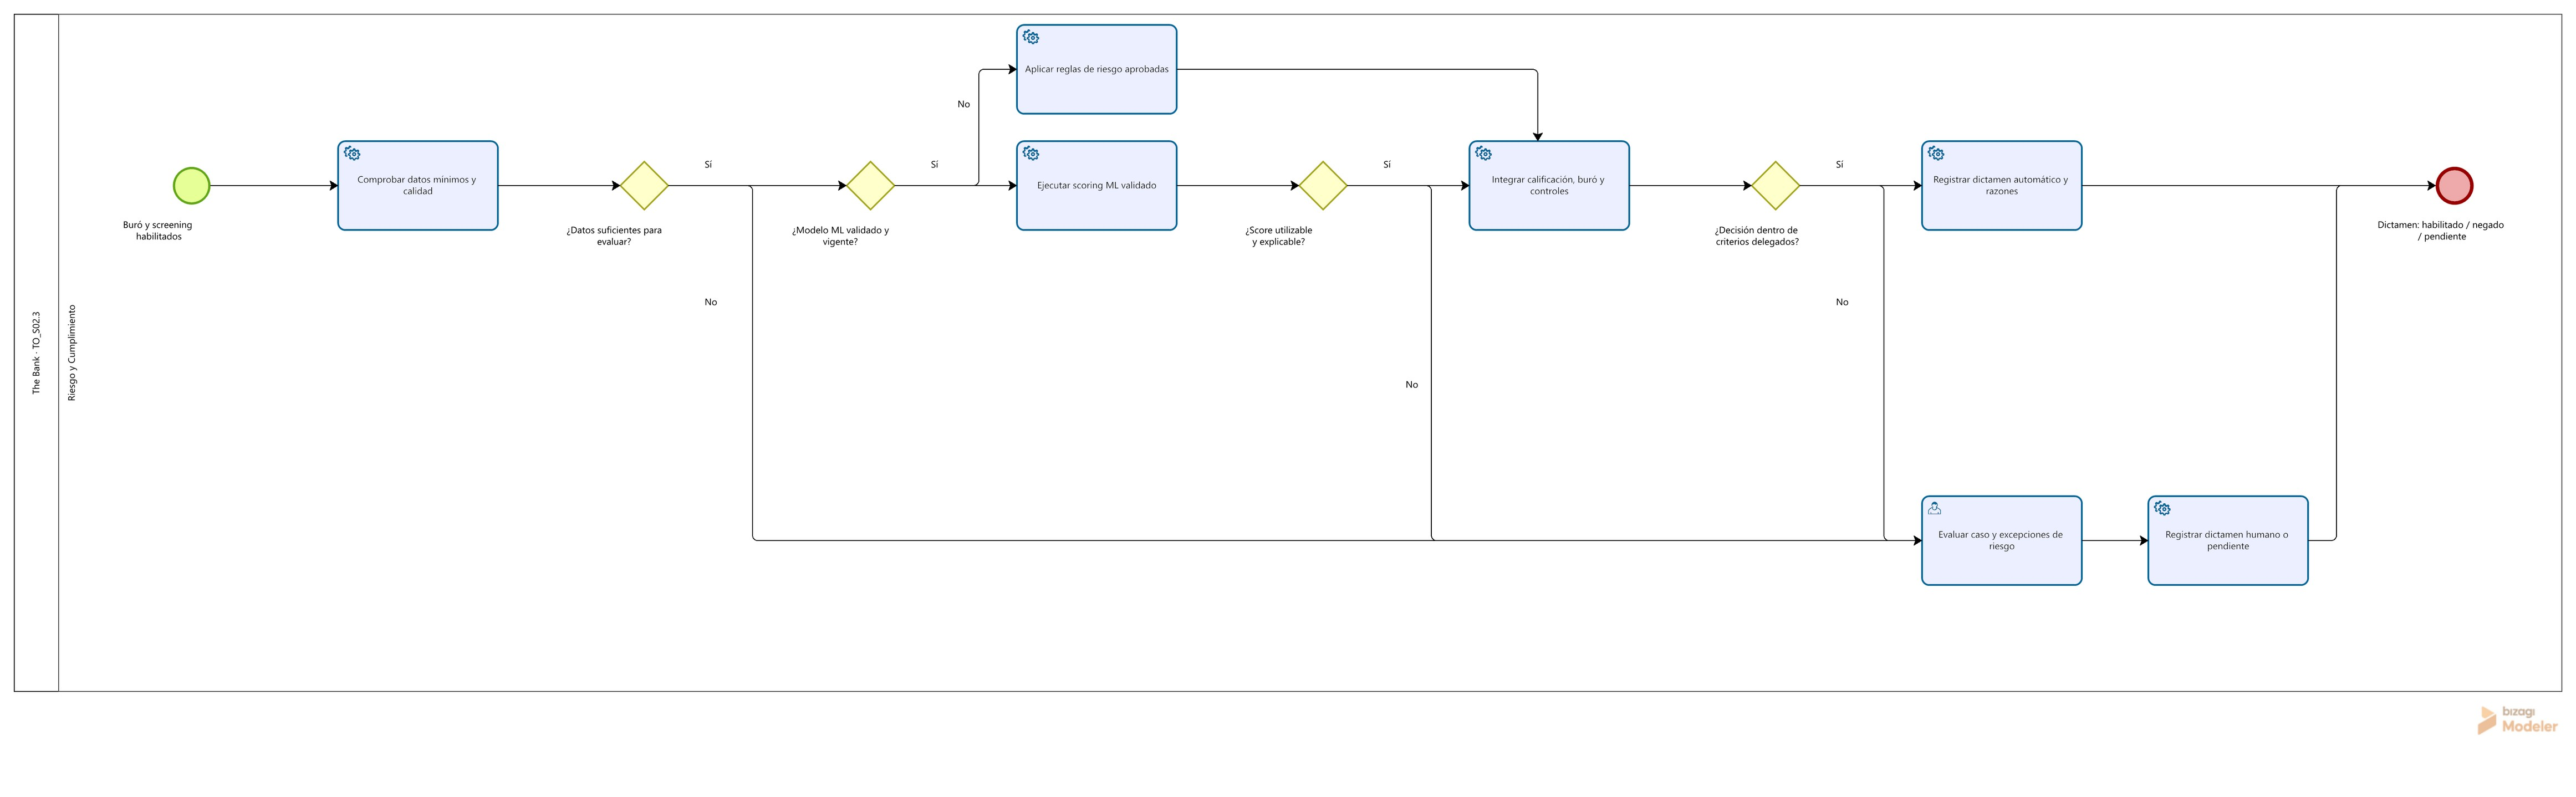 The Bank · TO_S02.3
Riesgo y Cumplimiento
Buró y screening
habilitados
Comprobar datos mínimos y
calidad
¿Datos suficientes para
evaluar?
Sí
No
¿Modelo ML validado y
vigente?
Sí
No
Aplicar reglas de riesgo aprobadas
Ejecutar scoring ML validado
¿Score utilizable
y explicable?
Sí
No
Integrar calificación, buró y
controles
¿Decisión dentro de
criterios delegados?
Sí
No
Registrar dictamen automático y
razones
Evaluar caso y excepciones de
riesgo
Registrar dictamen humano o
pendiente
Dictamen: habilitado / negado
/ pendiente
bizagi
Modeler